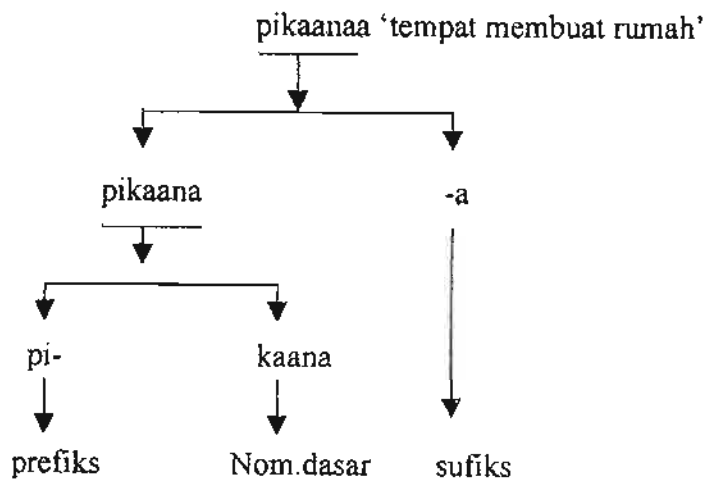 pikaanaa ‘tempat membuat rumah’
pikaana -a
pi- kaana
prefiks Nom.dasar sufiks